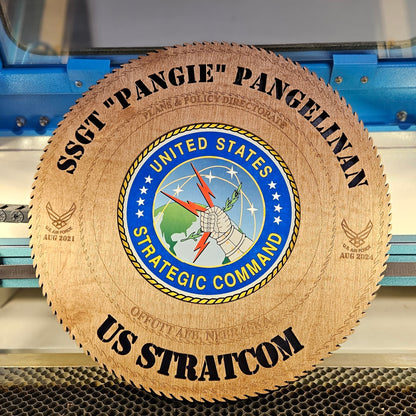 SSGT "PANGIE" PANGELINAN
PLANS & POLICY DIRECTORATE
UNITED STATES
STRATEGIC COMMAND
U.S. AIR FORCE
AUG 2021
U.S. AIR FORCE
AUG 2024
OFFUTT AFB,
US STRATCOM